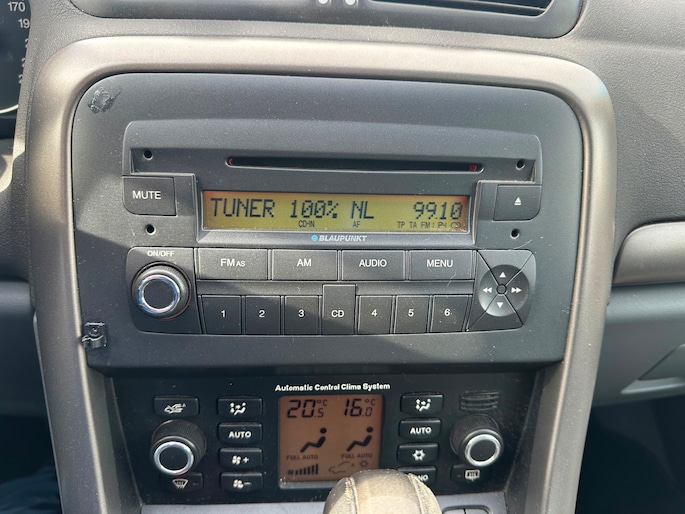 170
MUTE
TUNER 100% NL 99.10
CD-IN AF TP TA FM
BLAUPUNKT
ON/OFF
FM AS AM AUDIO MENU
1 2 3 CD 4 5 6
Automatic Control Clima System
20.5 °C 16.0 °C
AUTO AUTO
FULL AUTO FULL AUTO